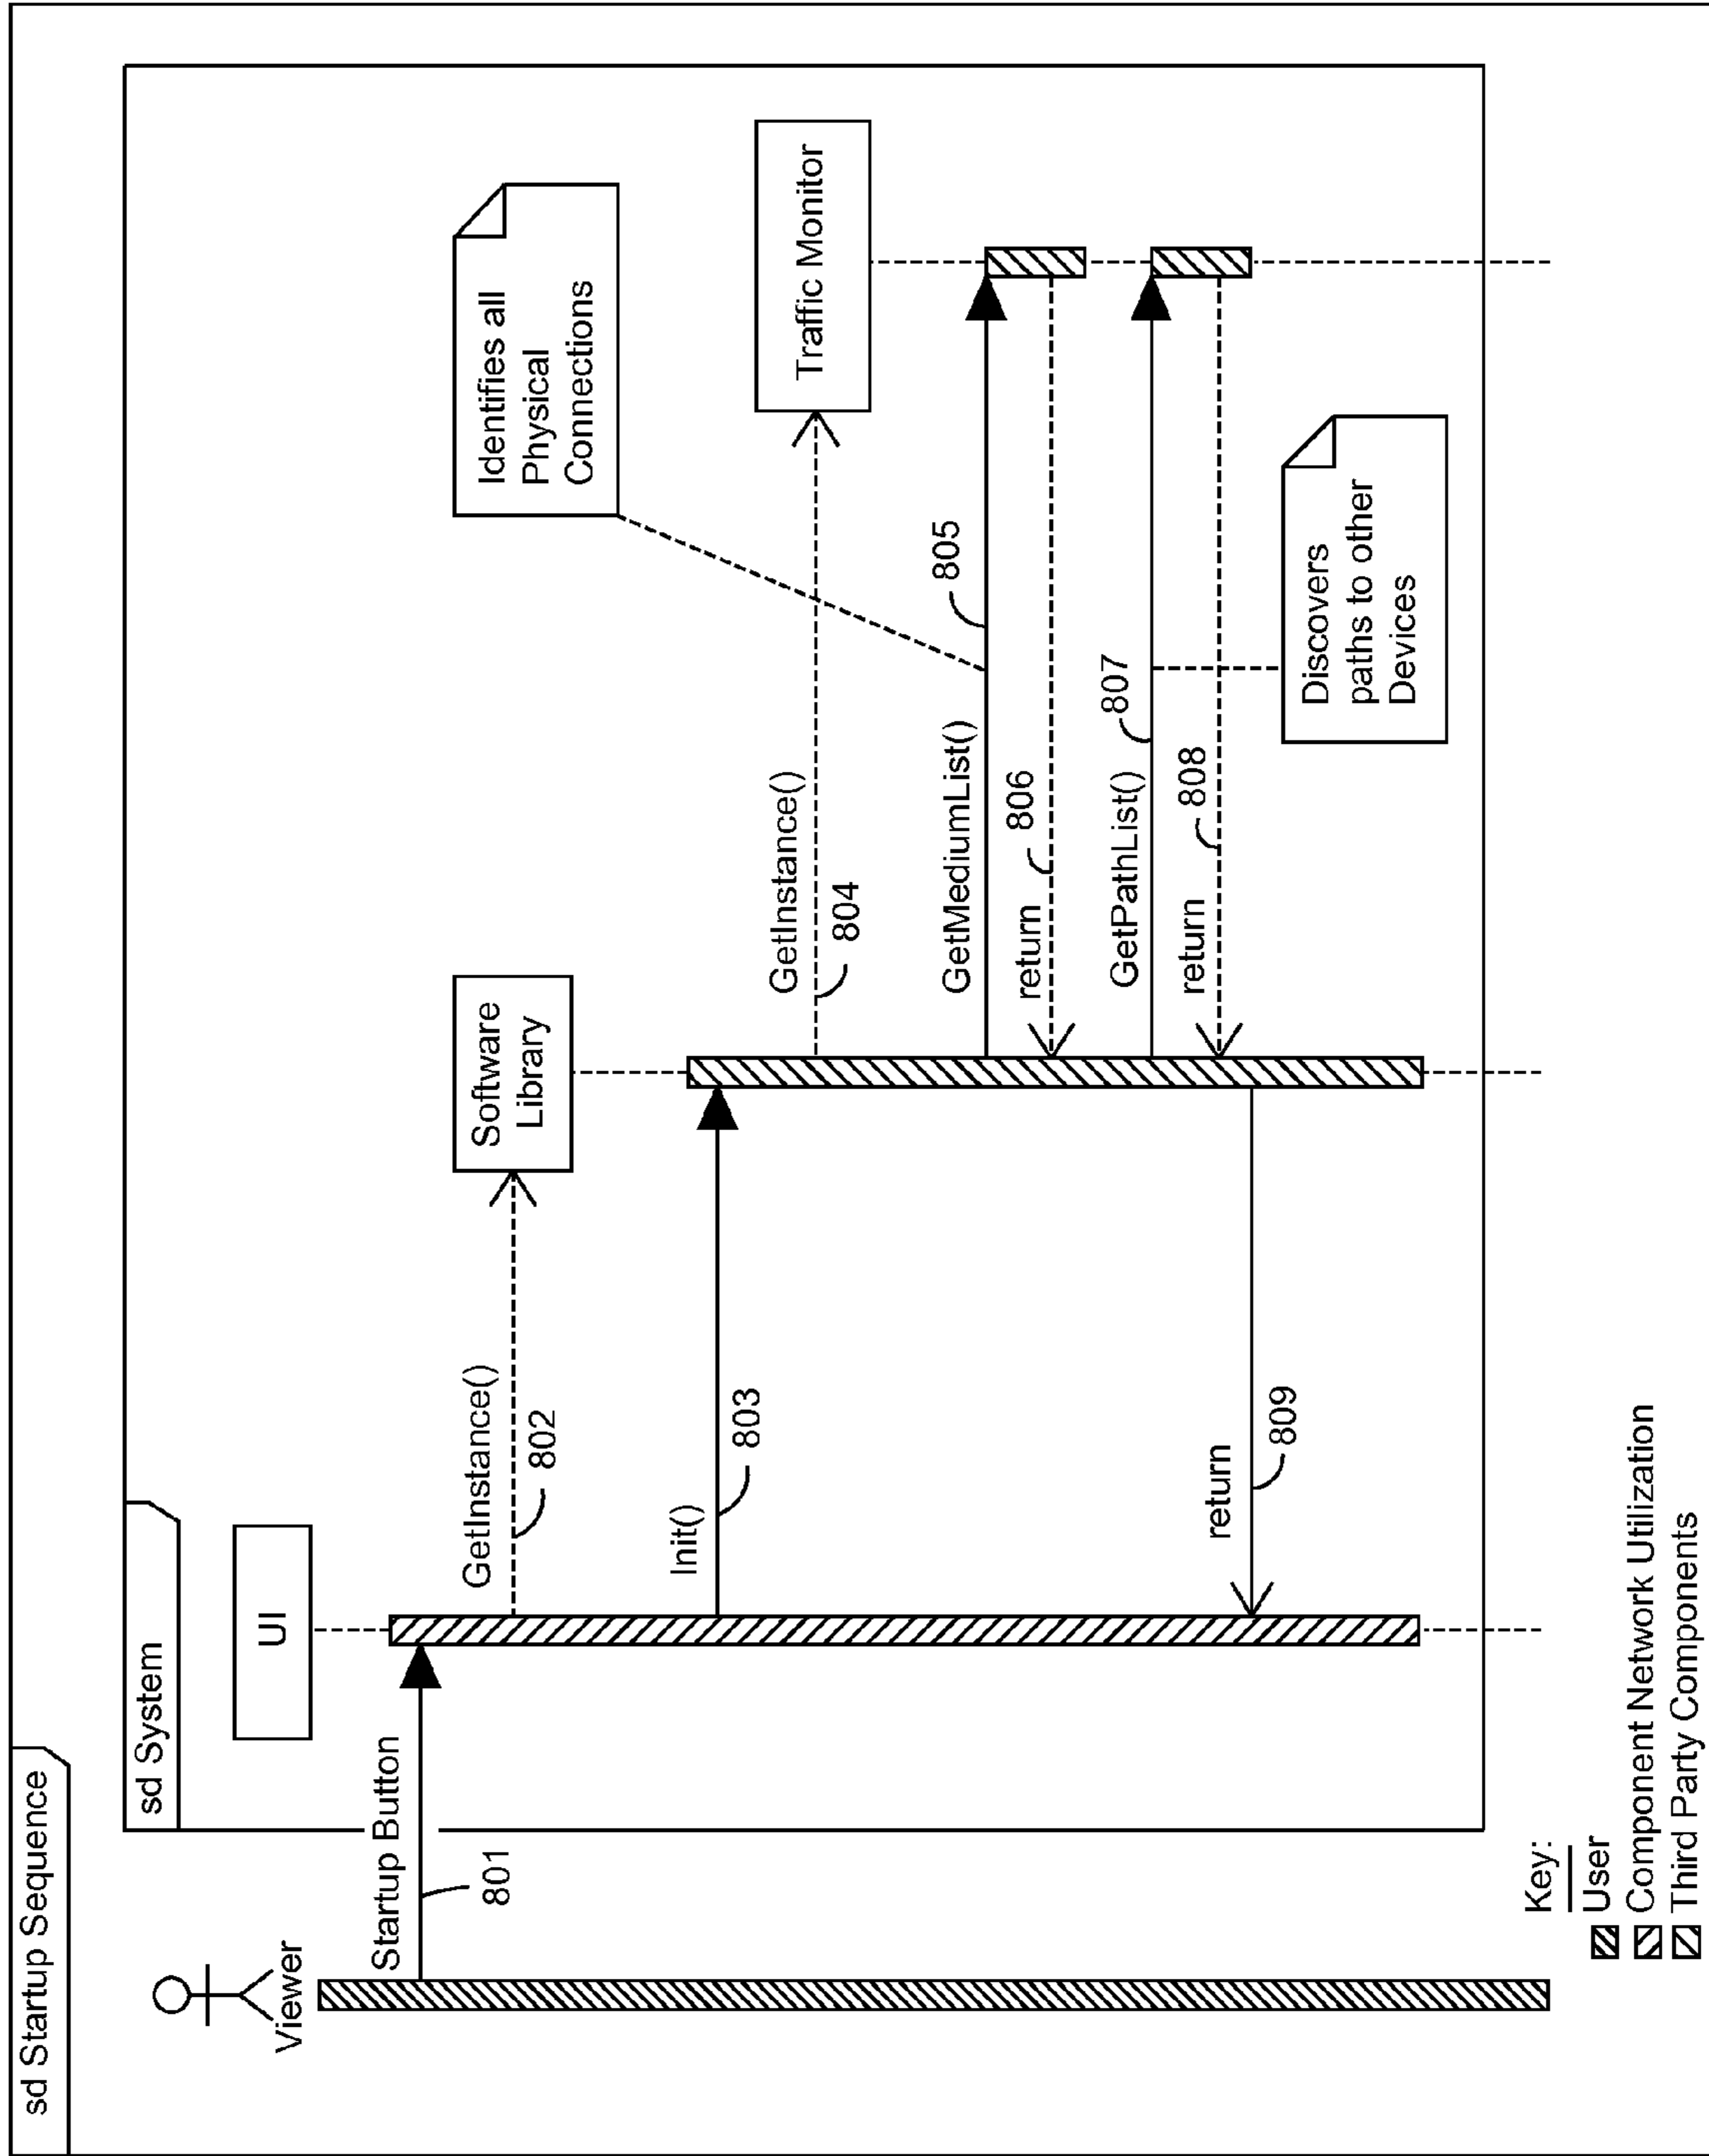 sd Startup Sequence
sd System
Viewer
UI
Startup Button
801
GetInstance()
802
Software
Library
Identifies all
Physical
Connections
Init()
803
GetInstance()
804
Traffic Monitor
GetMediumList()
805
return
806
GetPathList()
807
return
808
return
809
Discovers
paths to other
Devices
Key:
User
Component Network Utilization
Third Party Components